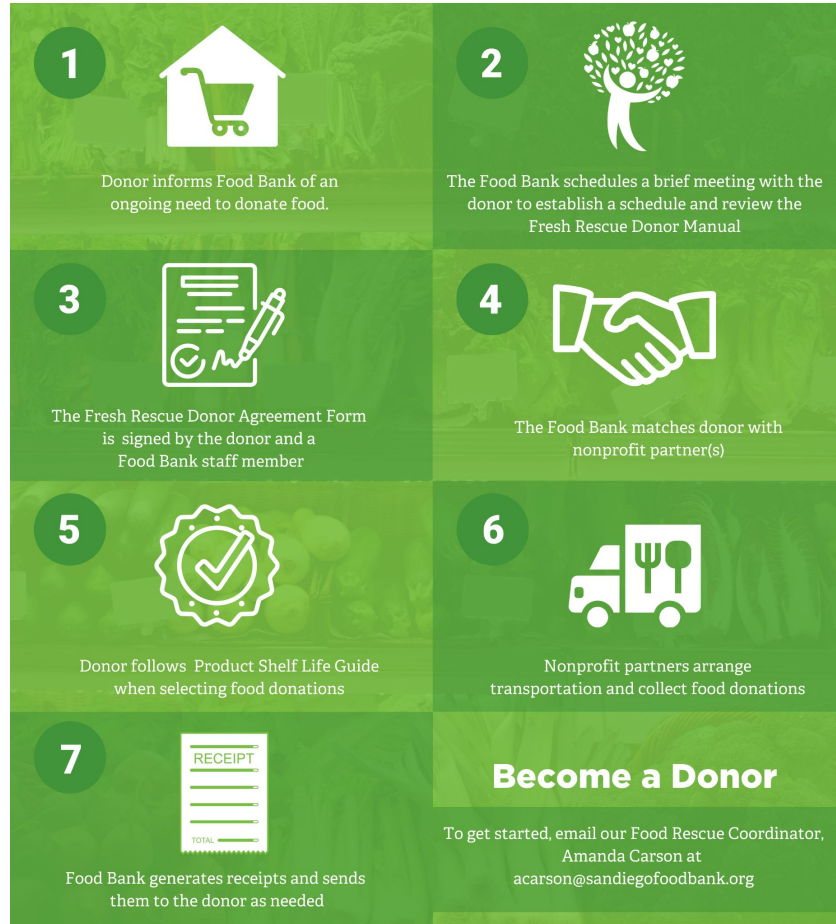 1
Donor informs Food Bank of an
ongoing need to donate food.
2
The Food Bank schedules a brief meeting with the
donor to establish a schedule and review the
Fresh Rescue Donor Manual
3
The Fresh Rescue Donor Agreement Form
is signed by the donor and a
Food Bank staff member
4
The Food Bank matches donor with
nonprofit partner(s)
5
Donor follows Product Shelf Life Guide
when selecting food donations
6
Nonprofit partners arrange
transportation and collect food donations
7
RECEIPT
TOTAL
Food Bank generates receipts and sends
them to the donor as needed
Become a Donor
To get started, email our Food Rescue Coordinator,
Amanda Carson at
acarson@sandiegofoodbank.org